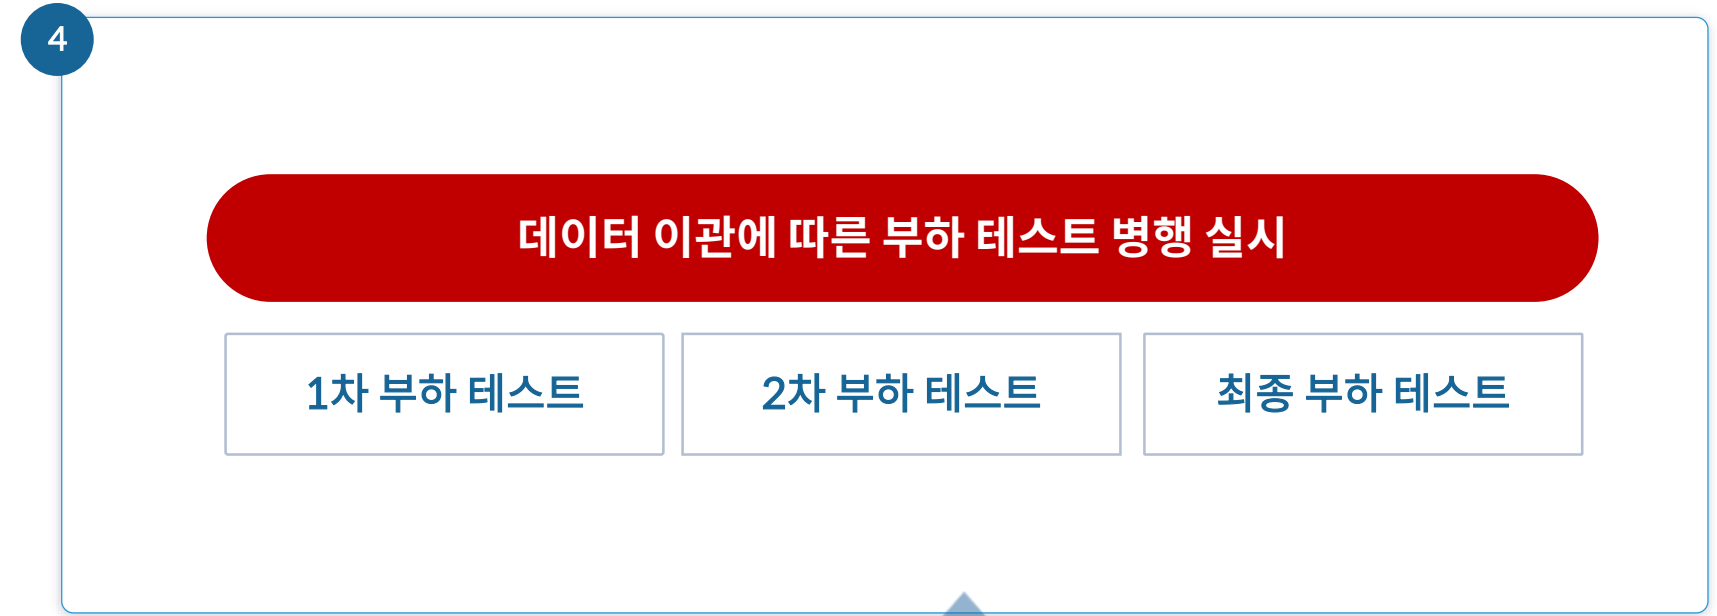 4
데이터 이관에 따른 부하 테스트 병행 실시
1차 부하 테스트
2차 부하 테스트
최종 부하 테스트